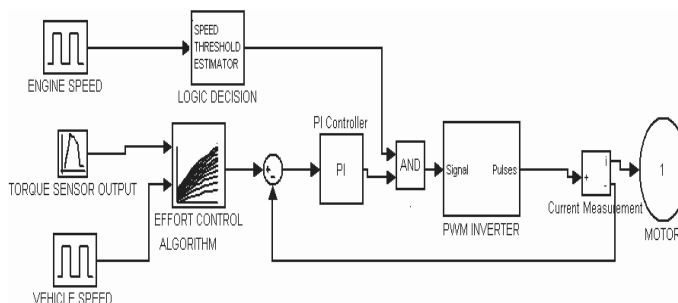 SPEED
THRESHOLD
ESTIMATOR
ENGINE SPEED
LOGIC DECISION
PI Controller
TORQUE SENSOR OUTPUT
EFFORT CONTROL
ALGORITHM
+
-
PI
AND
Signal
Pulses
PWM INVERTER
+
i
-
Current Measurement
1
MOTOR
VEHICLE SPEED